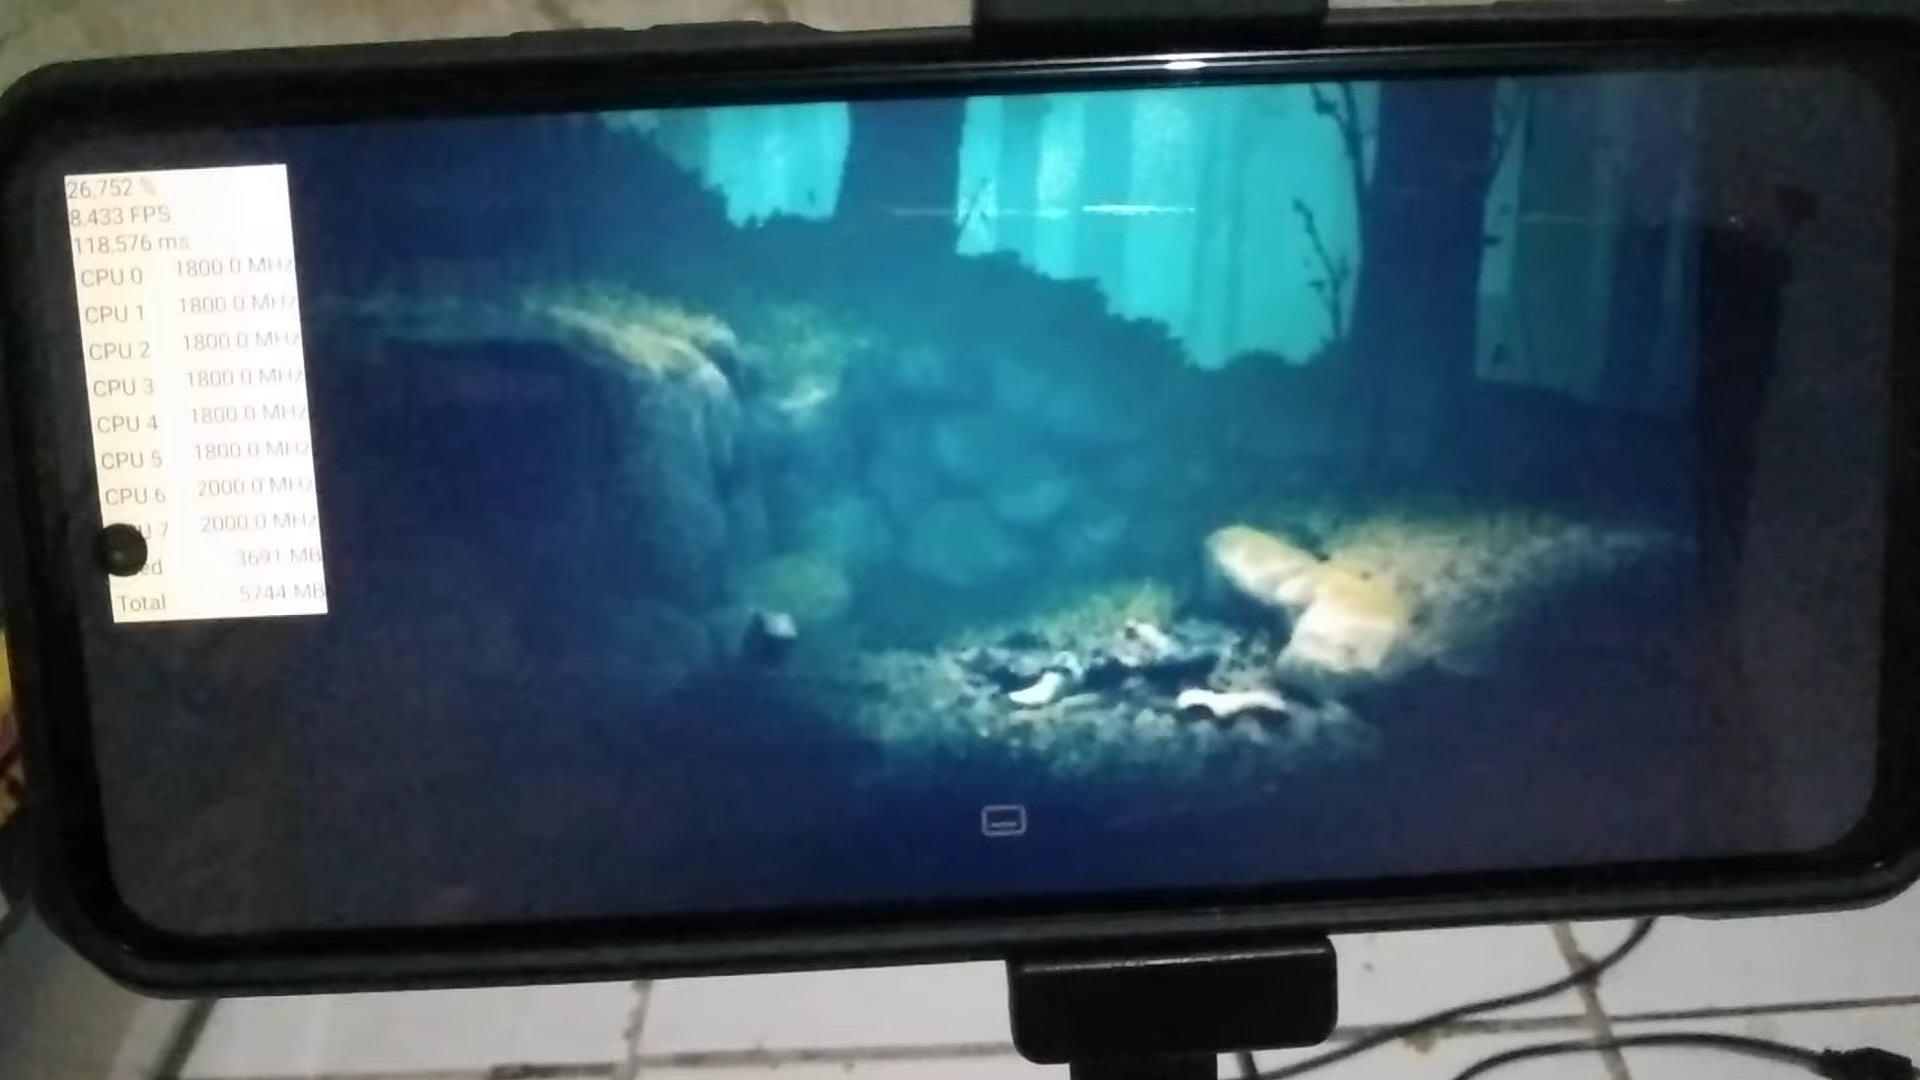 26,752 %
8,433 FPS
118,576 ms
CPU 0 1800.0 MHz
CPU 1 1800.0 MHz
CPU 2 1800.0 MHz
CPU 3 1800.0 MHz
CPU 4 1800.0 MHz
CPU 5 1800.0 MHz
CPU 6 2000.0 MHz
U 7 2000.0 MHz
ed 3691 MB
Total 5744 MB